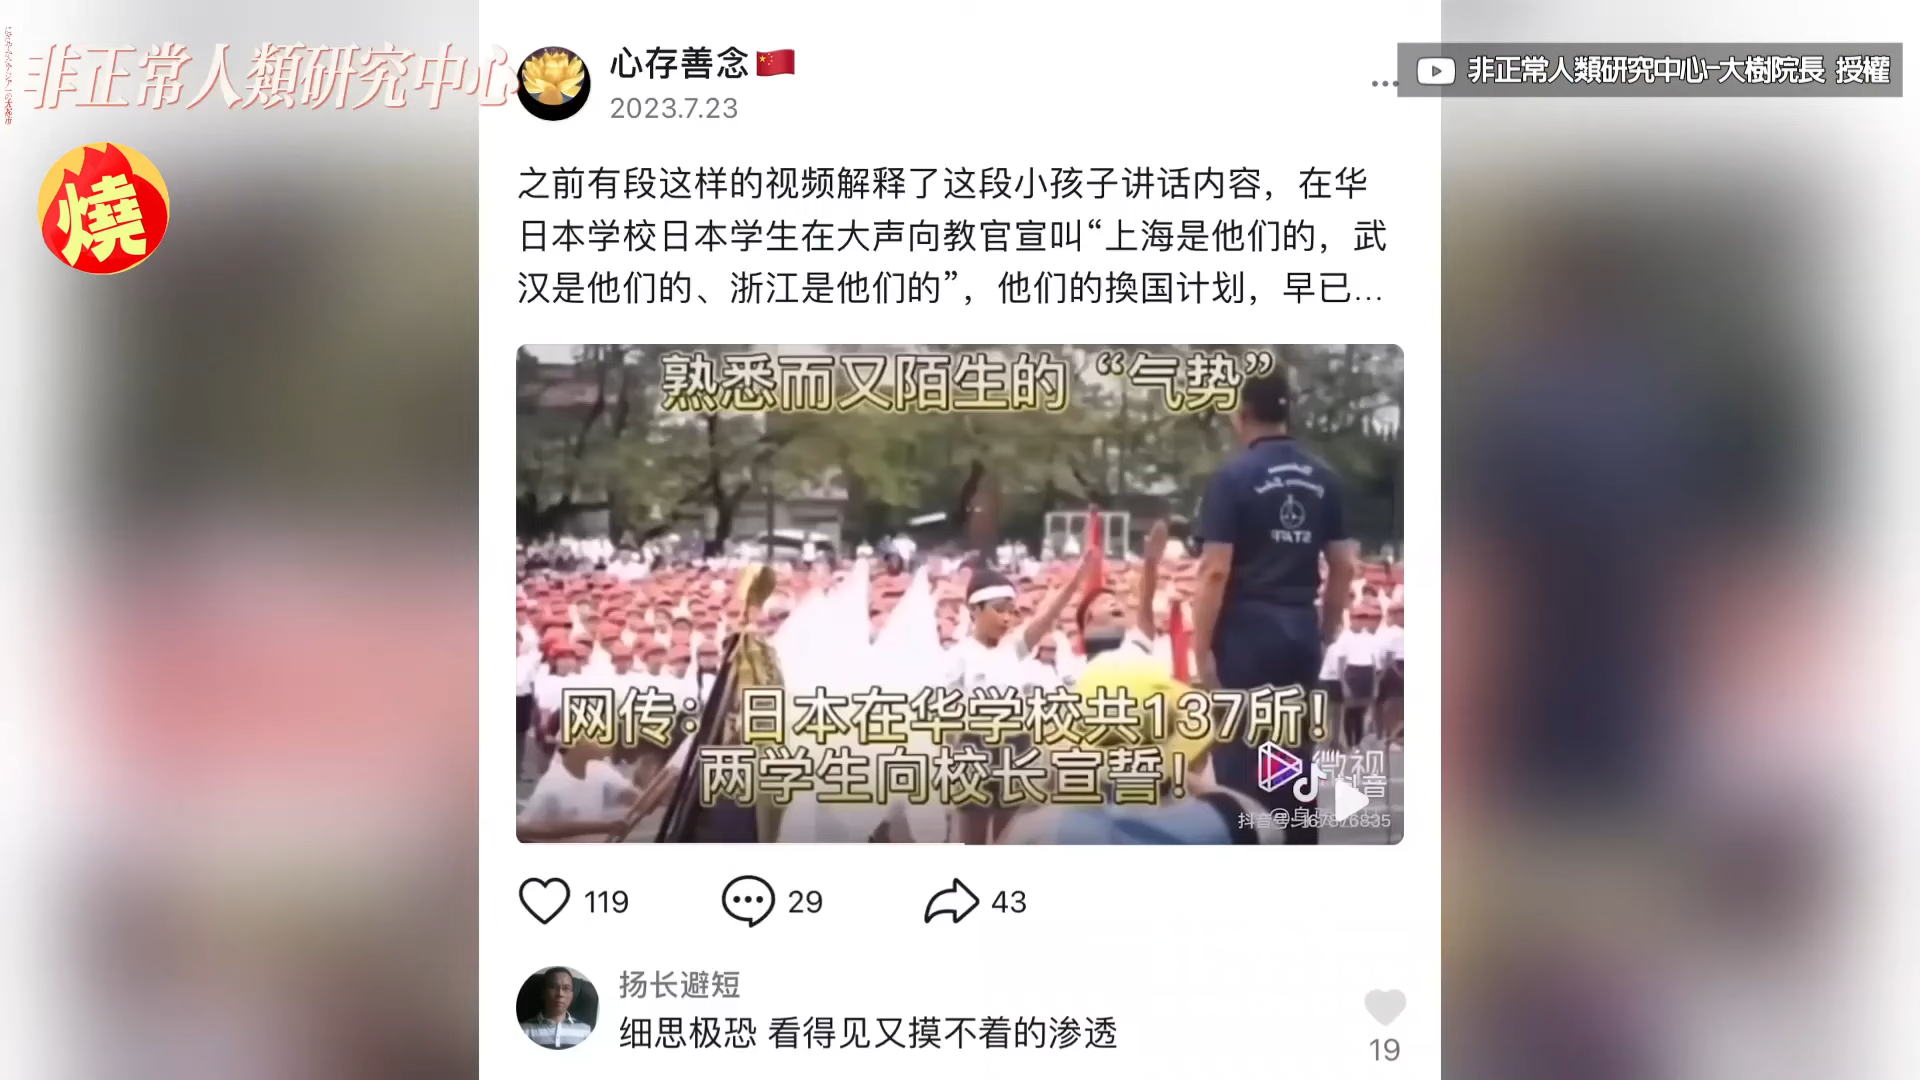 非正常人類研究中心
燒
非正常人類研究中心-大樹院長 授權
心存善念
2023.7.23
之前有段这样的视频解释了这段小孩子讲话内容，在华
日本学校日本学生在大声向教官宣叫“上海是他们的，武
汉是他们的、浙江是他们的”，他们的換国计划，早已...
熟悉而又陌生的“气势”
STAFF
网传：日本在华学校共137所！
两学生向校长宣誓！
微视
抖音
119
29
43
扬长避短
细思极恐 看得见又摸不着的渗透
19